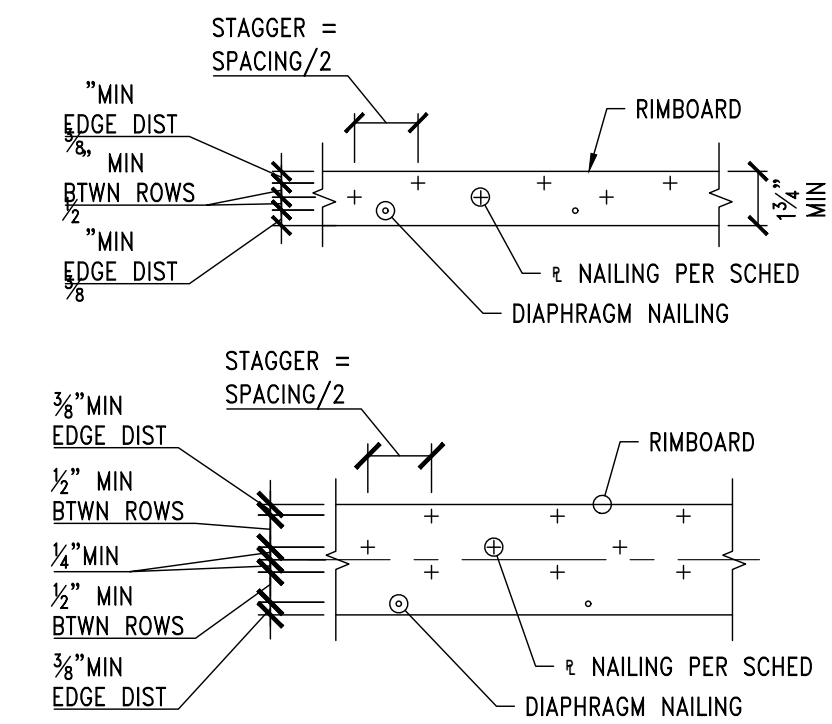 STAGGER =
SPACING/2
"MIN
EDGE DIST
3/8
" MIN
BTWN ROWS
1/2
"MIN
EDGE DIST
3/8
RIMBOARD
1 3/4"
MIN
℄ NAILING PER SCHED
DIAPHRAGM NAILING
STAGGER =
SPACING/2
3/8"MIN
EDGE DIST
1/2" MIN
BTWN ROWS
1/4"MIN
1/2" MIN
BTWN ROWS
3/8"MIN
EDGE DIST
RIMBOARD
℄ NAILING PER SCHED
DIAPHRAGM NAILING